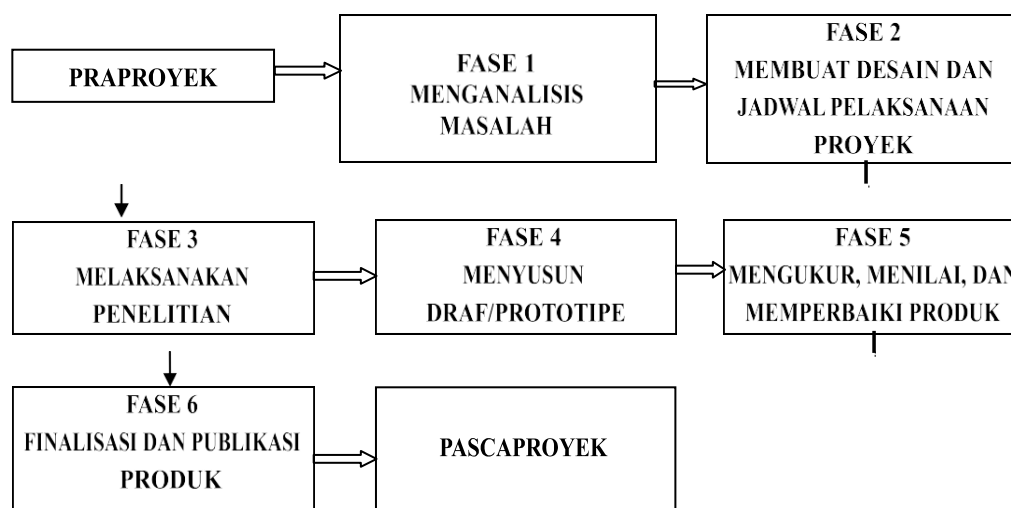 PRAPROYEK
FASE 1
MENGANALISIS
MASALAH
FASE 2
MEMBUAT DESAIN DAN
JADWAL PELAKSANAAN
PROYEK
FASE 3
MELAKSANAKAN
PENELITIAN
FASE 4
MENYUSUN
DRAF/PROTOTIPE
FASE 5
MENGUKUR, MENILAI, DAN
MEMPERBAIKI PRODUK
FASE 6
FINALISASI DAN PUBLIKASI
PRODUK
PASCAPROYEK